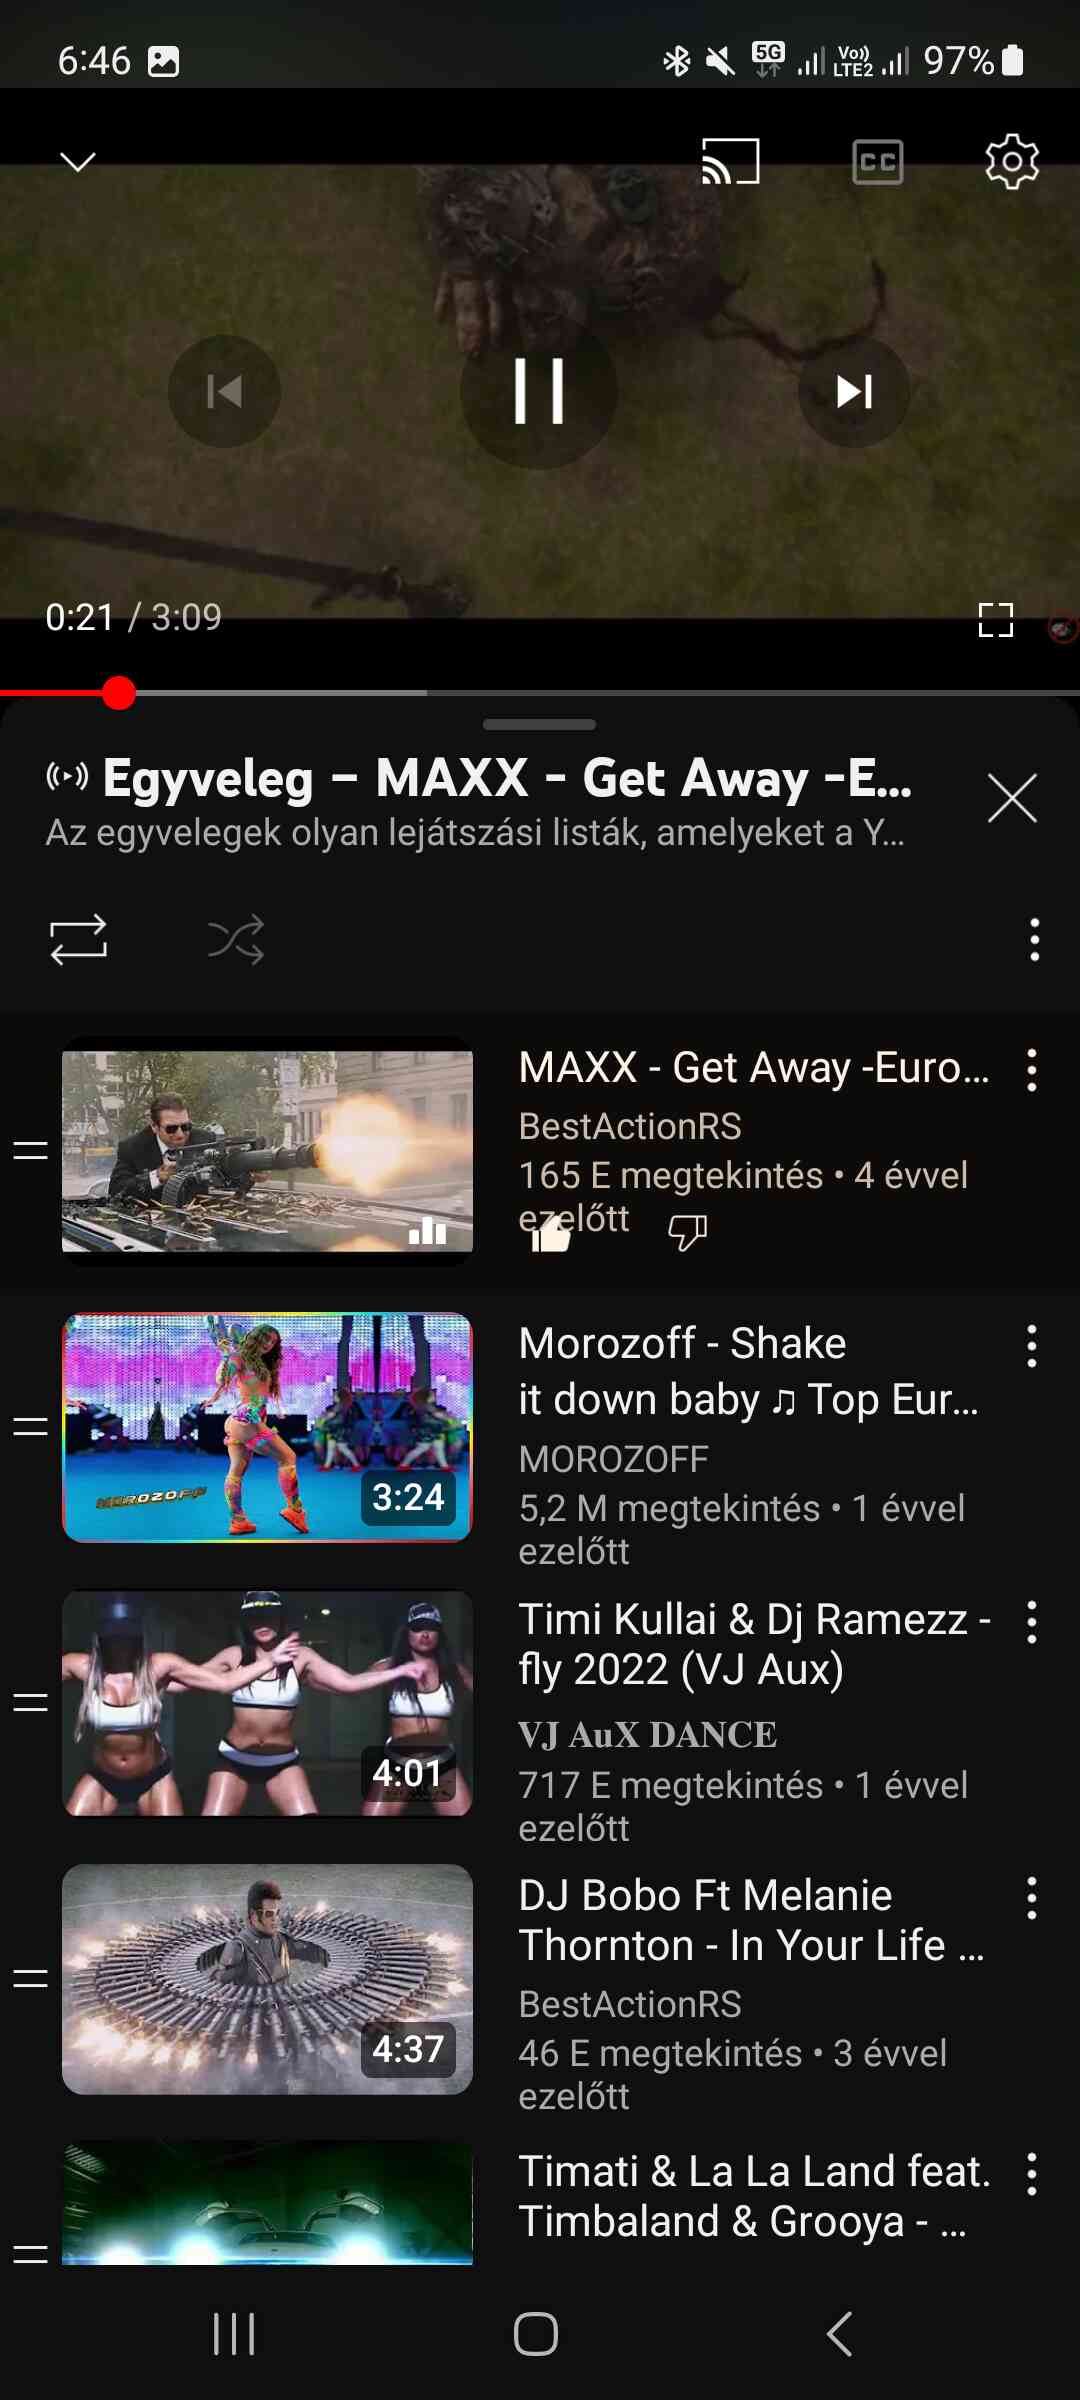 6:46
5G
Vo))
LTE2
97%
CC
0:21 / 3:09
Egyveleg – MAXX - Get Away -E...
Az egyvelegek olyan lejátszási listák, amelyeket a Y...
MAXX - Get Away -Euro...
BestActionRS
165 E megtekintés • 4 évvel
ezelőtt
Morozoff - Shake
it down baby ♫ Top Eur...
MOROZOFF
5,2 M megtekintés • 1 évvel
ezelőtt
MOROZOFF
3:24
Timi Kullai & Dj Ramezz -
fly 2022 (VJ Aux)
VJ AuX DANCE
717 E megtekintés • 1 évvel
ezelőtt
4:01
DJ Bobo Ft Melanie
Thornton - In Your Life ...
BestActionRS
46 E megtekintés • 3 évvel
ezelőtt
4:37
Timati & La La Land feat.
Timbaland & Grooya - ...